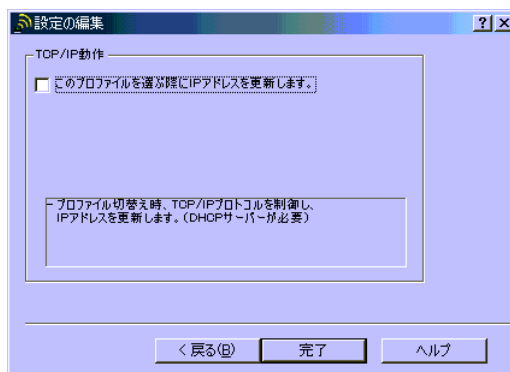 設定の編集
TCP/IP動作
このプロファイルを選ぶ際にIPアドレスを更新します。
プロファイル切替え時、TCP/IPプロトコルを制御し、
IPアドレスを更新します。(DHCPサーバーが必要)
< 戻る(B) 完了 ヘルプ